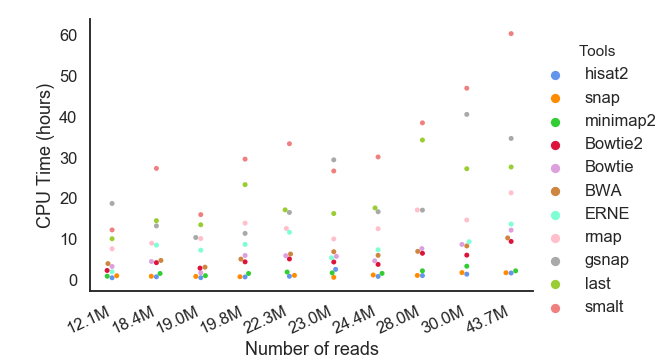 60
50
40
30
20
10
0
CPU Time (hours)
12.1M 18.4M 19.0M 19.8M 22.3M 23.0M 24.4M 28.0M 30.0M 43.7M
Number of reads
Tools
hisat2
snap
minimap2
Bowtie2
Bowtie
BWA
ERNE
rmap
gsnap
last
smalt